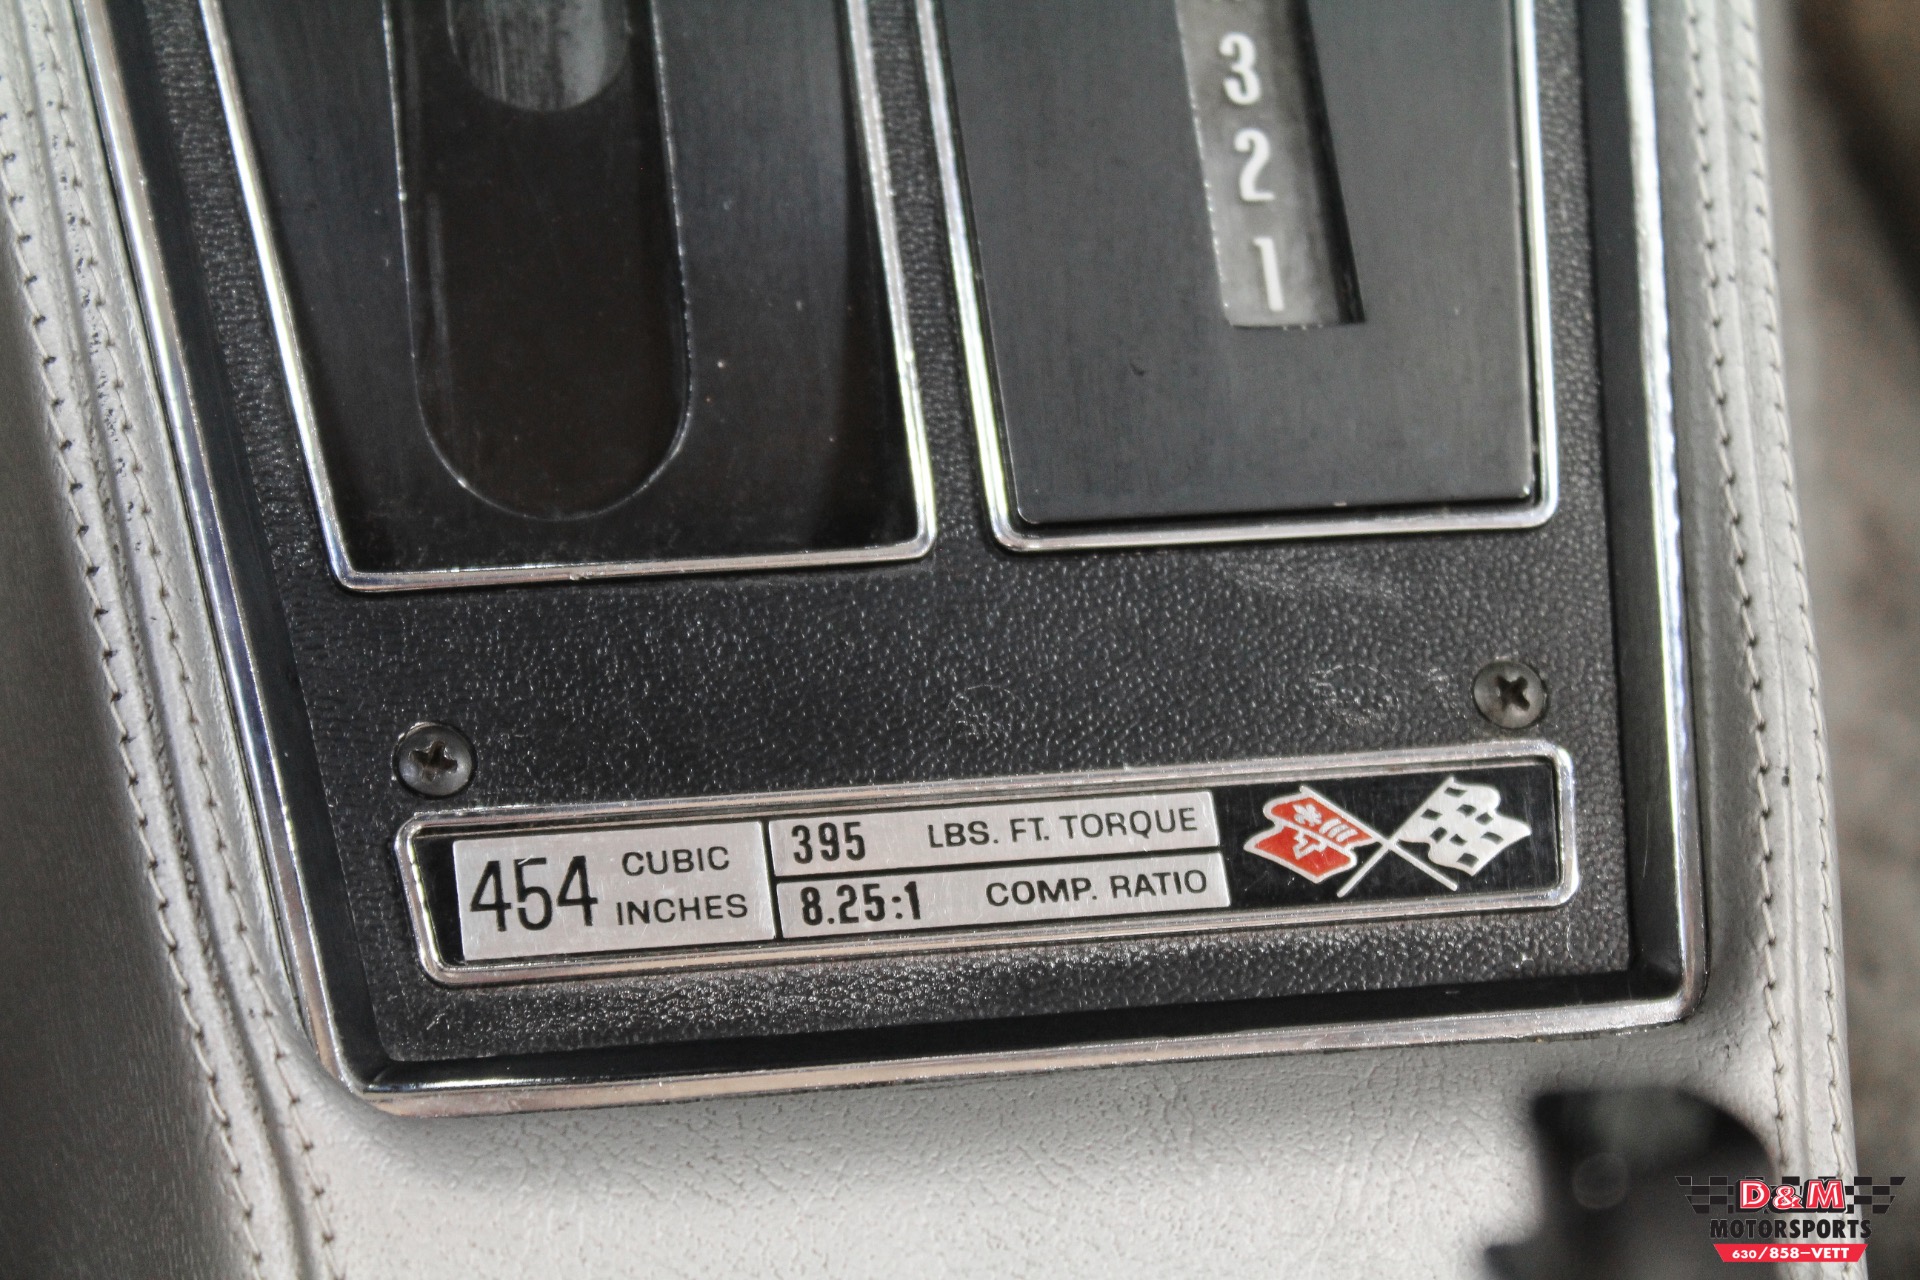 3
2
1
454 CUBIC INCHES
395 LBS. FT. TORQUE
8.25:1 COMP. RATIO
D&M
MOTORSPORTS
630/858-VETT